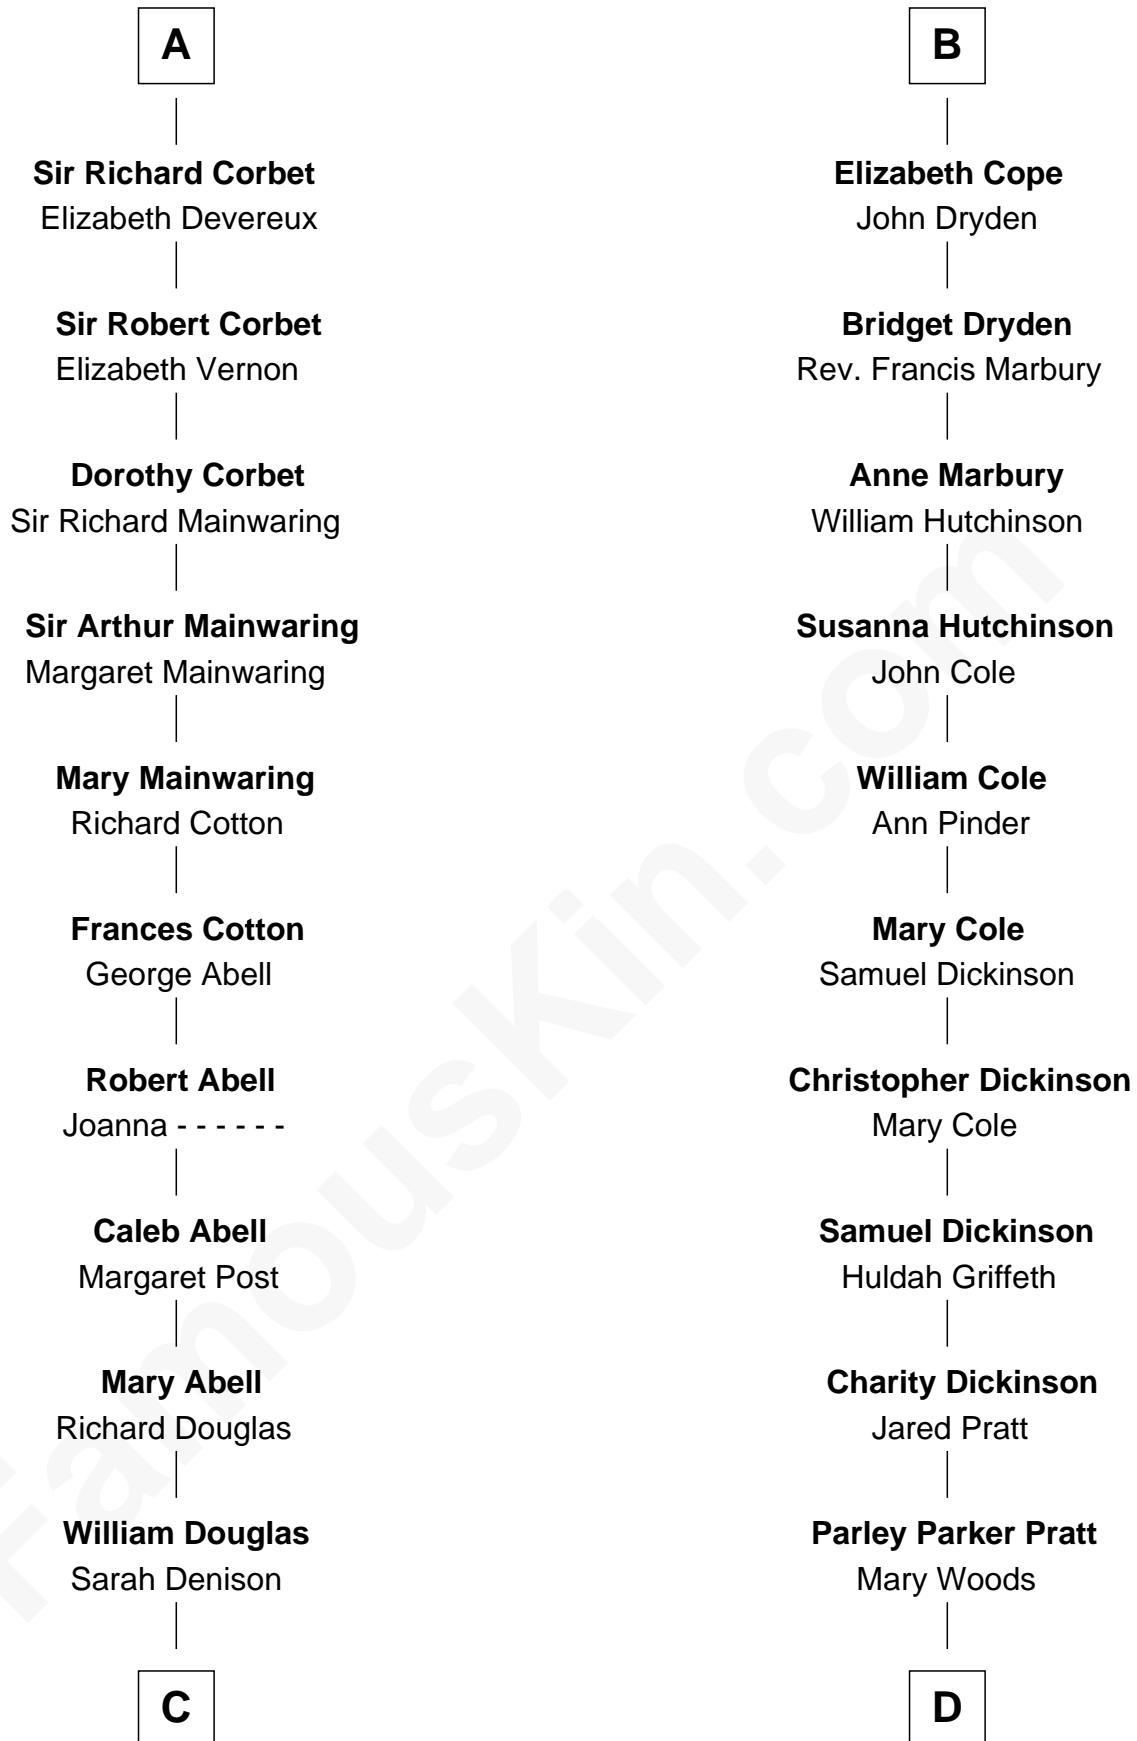 A
Sir Richard Corbet
Elizabeth Devereux
Sir Robert Corbet
Elizabeth Vernon
Dorothy Corbet
Sir Richard Mainwaring
Sir Arthur Mainwaring
Margaret Mainwaring
Mary Mainwaring
Richard Cotton
Frances Cotton
George Abell
Robert Abell
Joanna - - - - - -
Caleb Abell
Margaret Post
Mary Abell
Richard Douglas
William Douglas
Sarah Denison
C
B
Elizabeth Cope
John Dryden
Bridget Dryden
Rev. Francis Marbury
Anne Marbury
William Hutchinson
Susanna Hutchinson
John Cole
William Cole
Ann Pinder
Mary Cole
Samuel Dickinson
Christopher Dickinson
Mary Cole
Samuel Dickinson
Huldah Griffeth
Charity Dickinson
Jared Pratt
Parley Parker Pratt
Mary Woods
D
FamousKin.com